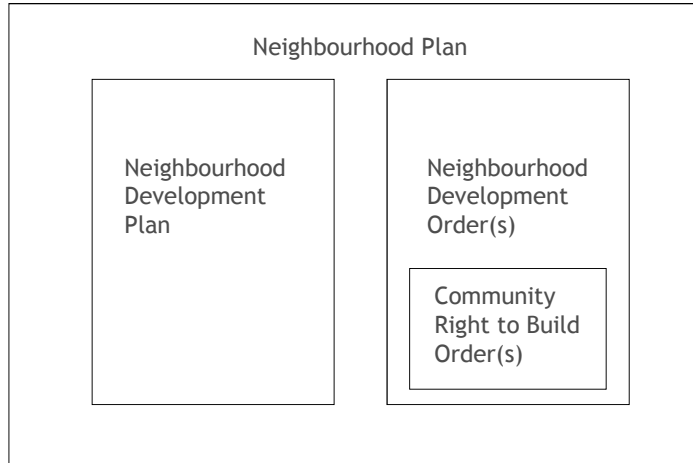 Neighbourhood Plan
Neighbourhood
Development
Plan
Neighbourhood
Development
Order(s)
Community
Right to Build
Order(s)